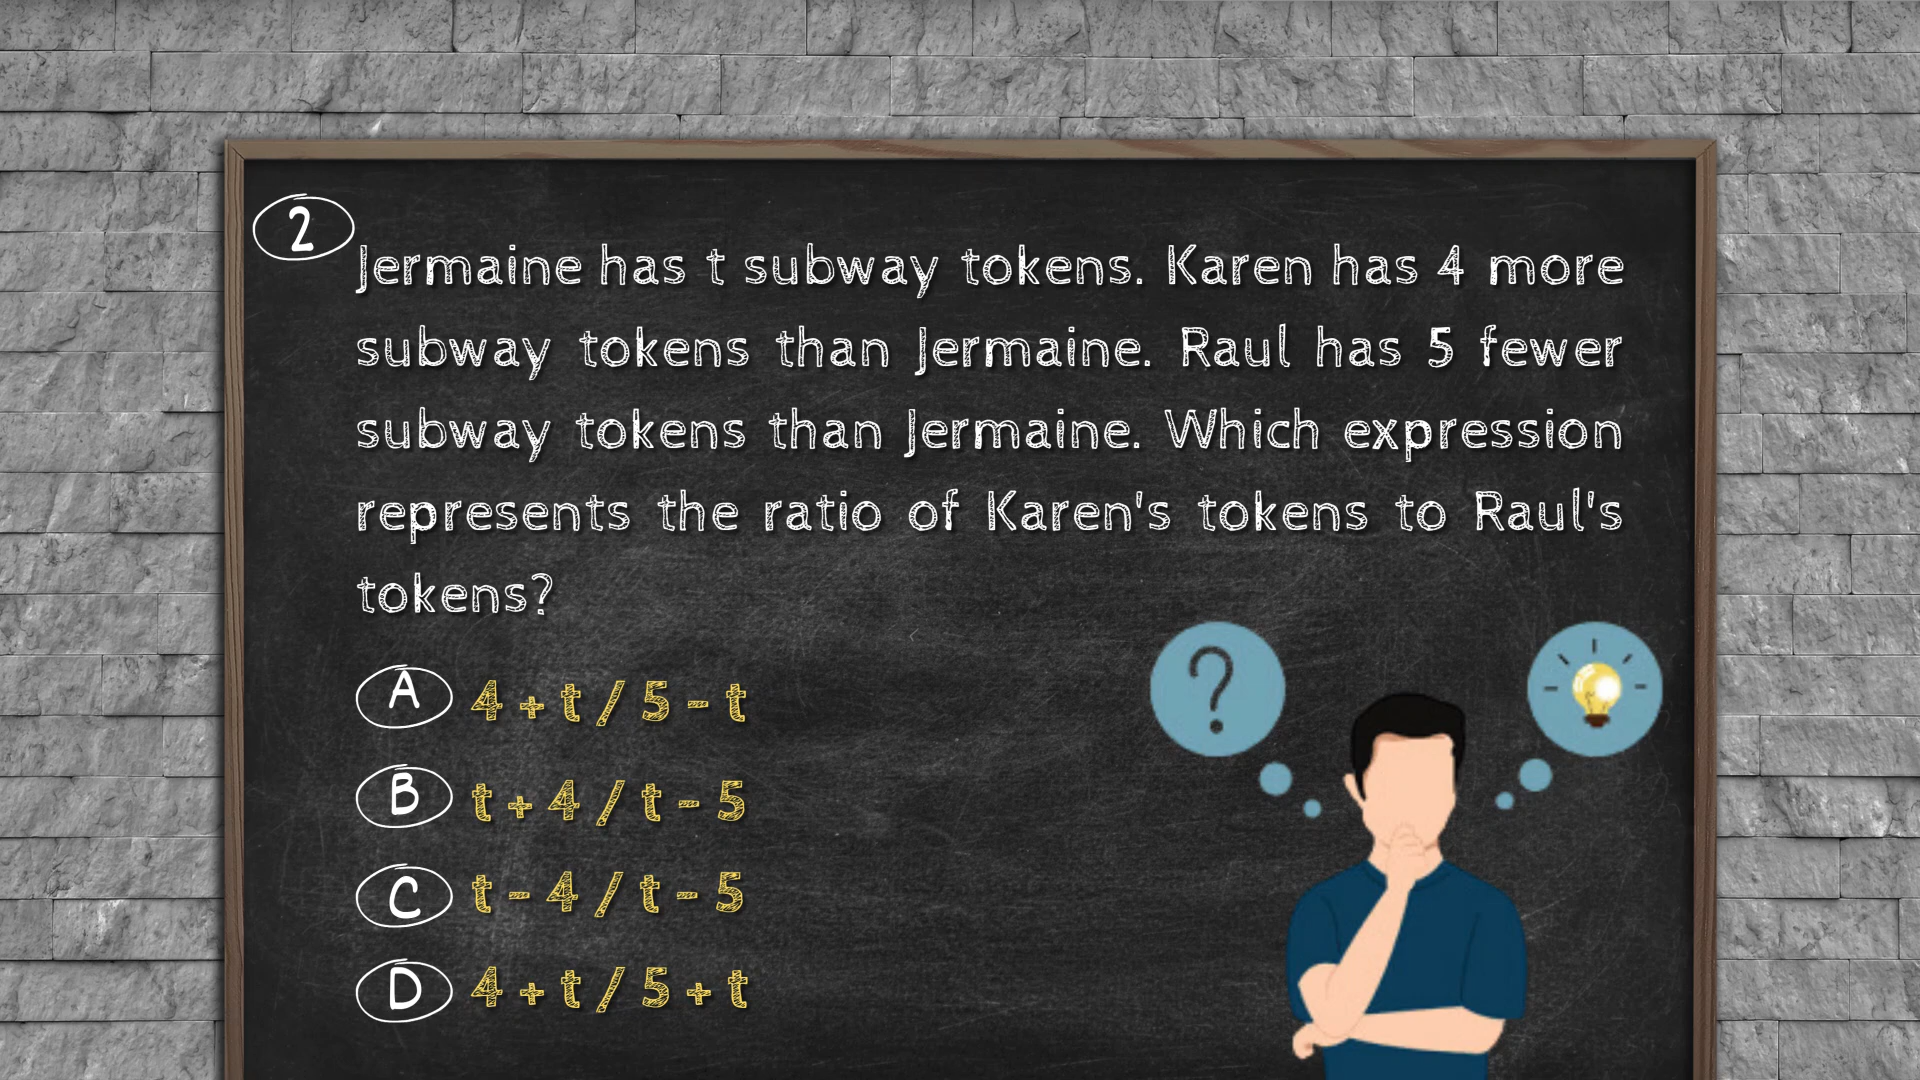 2
Jermaine has t subway tokens. Karen has 4 more
subway tokens than Jermaine. Raul has 5 fewer
subway tokens than Jermaine. Which expression
represents the ratio of Karen's tokens to Raul's
tokens?
A 4 + t / 5 - t
B t + 4 / t - 5
C t - 4 / t - 5
D 4 + t / 5 + t
?